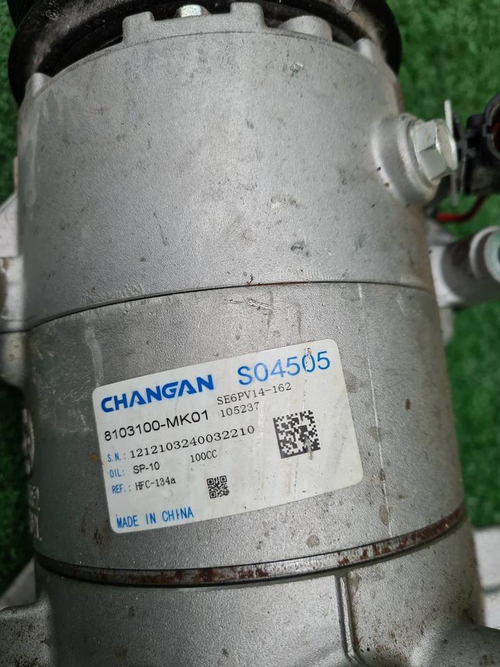 CHANGAN S04505
8103100-MK01 SE6PV14-162
105237
S.N.: 1212103240032210
OIL: SP-10 100CC
REF.: HFC-134a
MADE IN CHINA